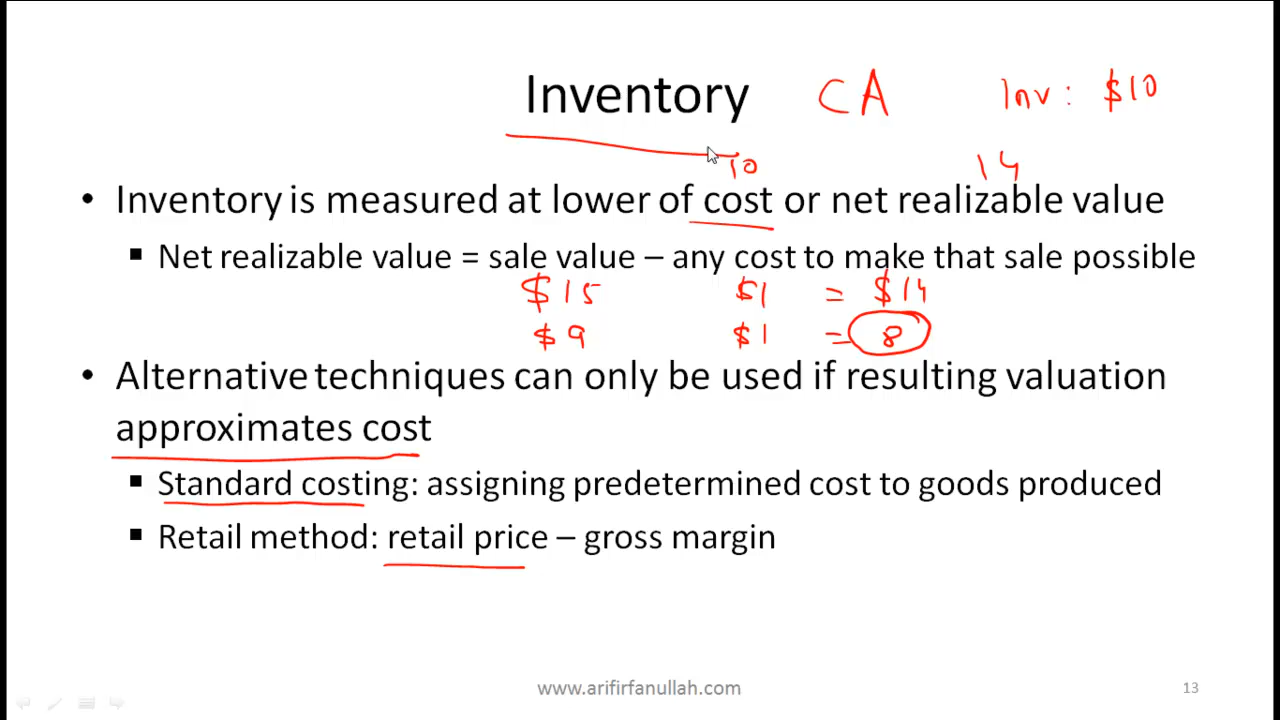 Inventory CA Inv: $10
10 14
• Inventory is measured at lower of cost or net realizable value
▪ Net realizable value = sale value – any cost to make that sale possible
$15 $1 = $14
$9 $1 = 8
• Alternative techniques can only be used if resulting valuation
approximates cost
▪ Standard costing: assigning predetermined cost to goods produced
▪ Retail method: retail price – gross margin
www.arifirfanullah.com 13